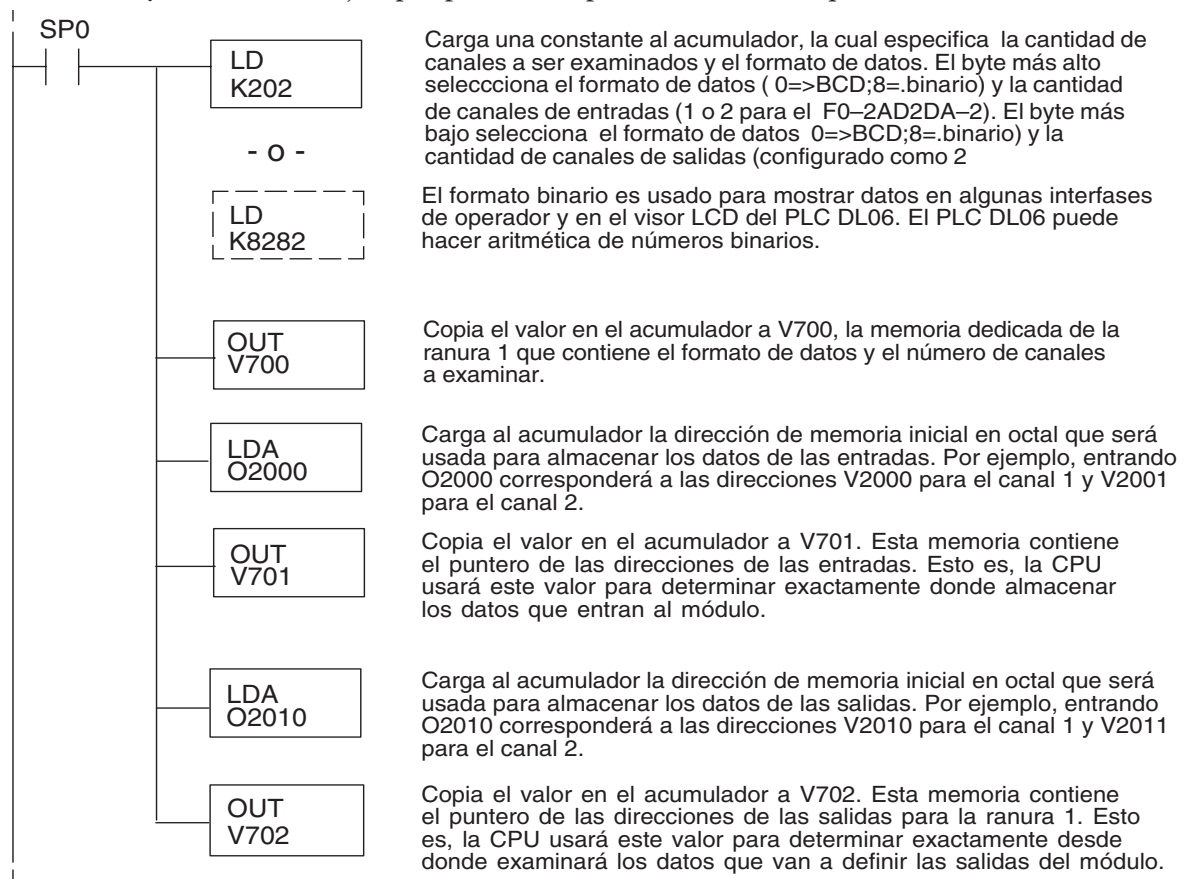 SP0
LD
K202
Carga una constante al acumulador, la cual especifica la cantidad de
canales a ser examinados y el formato de datos. El byte más alto
seleccciona el formato de datos ( 0=>BCD;8=.binario) y la cantidad
de canales de entradas (1 o 2 para el F0–2AD2DA–2). El byte más
bajo selecciona el formato de datos 0=>BCD;8=.binario) y la
cantidad de canales de salidas (configurado como 2
- o -
LD
K8282
El formato binario es usado para mostrar datos en algunas interfases
de operador y en el visor LCD del PLC DL06. El PLC DL06 puede
hacer aritmética de números binarios.
OUT
V700
Copia el valor en el acumulador a V700, la memoria dedicada de la
ranura 1 que contiene el formato de datos y el número de canales
a examinar.
LDA
O2000
Carga al acumulador la dirección de memoria inicial en octal que será
usada para almacenar los datos de las entradas. Por ejemplo, entrando
O2000 corresponderá a las direcciones V2000 para el canal 1 y V2001
para el canal 2.
OUT
V701
Copia el valor en el acumulador a V701. Esta memoria contiene
el puntero de las direcciones de las entradas. Esto es, la CPU
usará este valor para determinar exactamente donde almacenar
los datos que entran al módulo.
LDA
O2010
Carga al acumulador la dirección de memoria inicial en octal que será
usada para almacenar los datos de las salidas. Por ejemplo, entrando
O2010 corresponderá a las direcciones V2010 para el canal 1 y V2011
para el canal 2.
OUT
V702
Copia el valor en el acumulador a V702. Esta memoria contiene
el puntero de las direcciones de las salidas para la ranura 1. Esto
es, la CPU usará este valor para determinar exactamente desde
donde examinará los datos que van a definir las salidas del módulo.